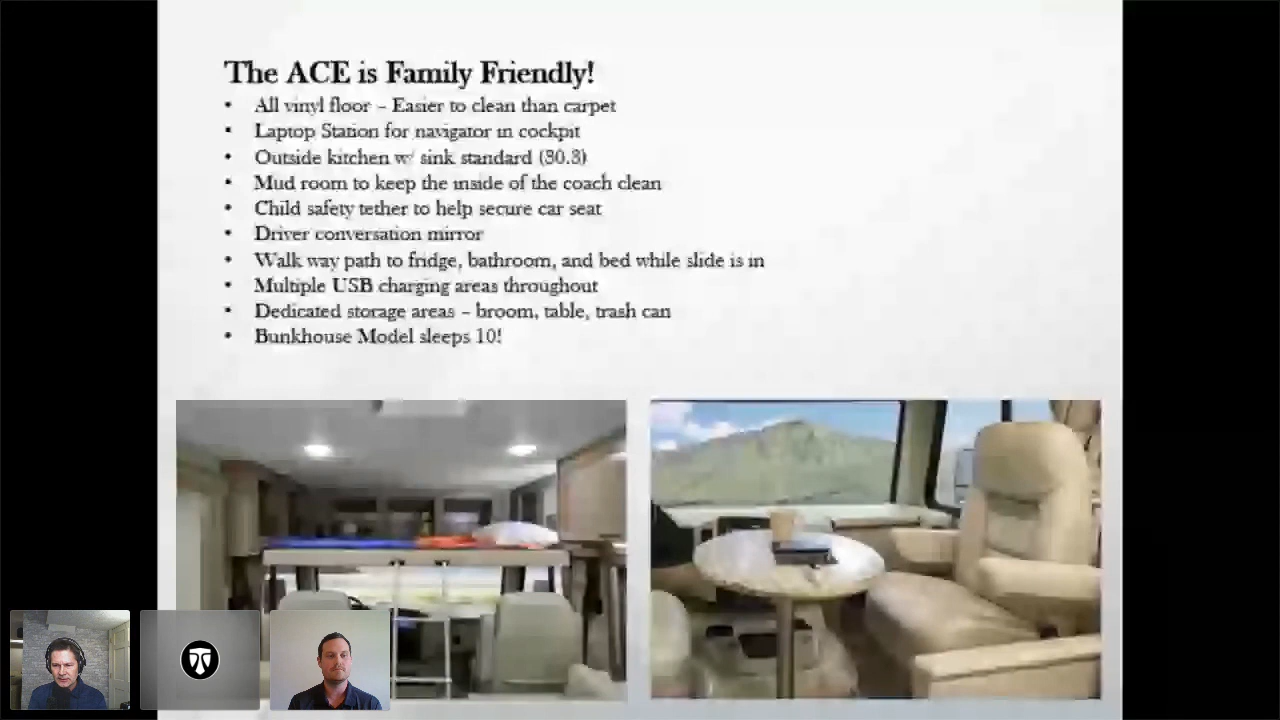 The ACE is Family Friendly!
• All vinyl floor – Easier to clean than carpet
• Laptop Station for navigator in cockpit
• Outside kitchen w/ sink standard (30.3)
• Mud room to keep the inside of the coach clean
• Child safety tether to help secure car seat
• Driver conversation mirror
• Walk way path to fridge, bathroom, and bed while slide is in
• Multiple USB charging areas throughout
• Dedicated storage areas – broom, table, trash can
• Bunkhouse Model sleeps 10!